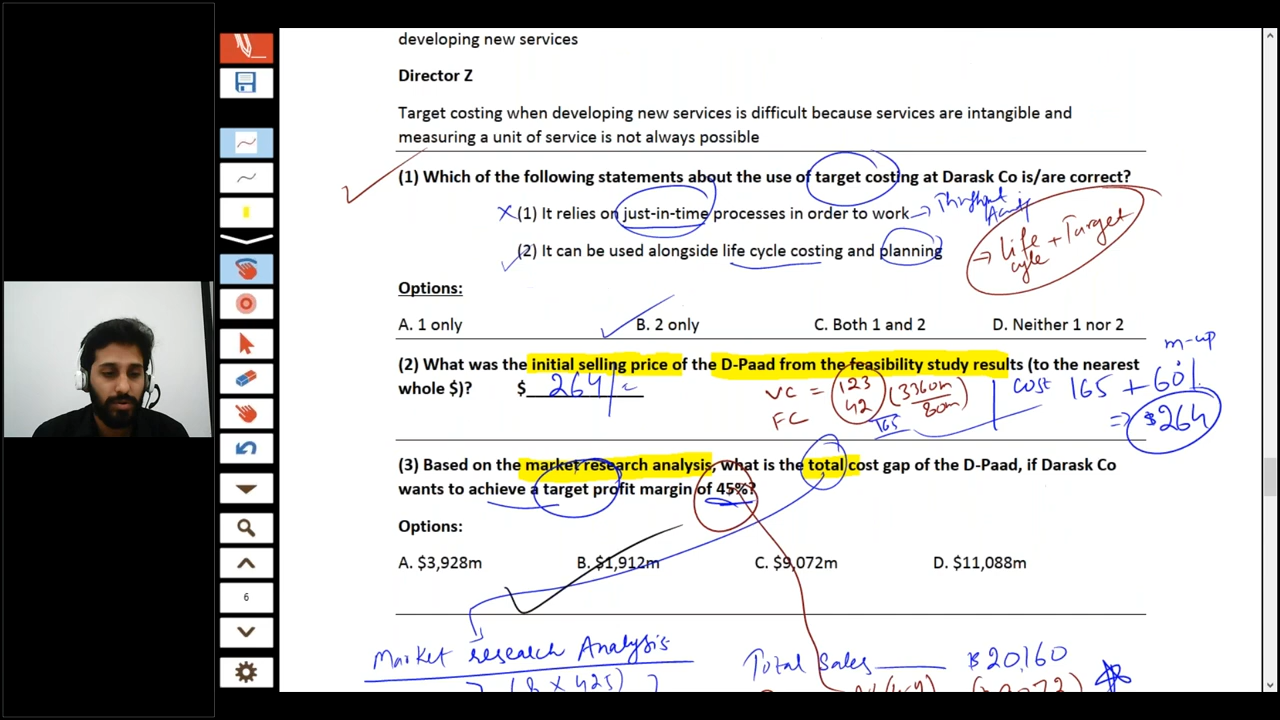 developing new services
Director Z
Target costing when developing new services is difficult because services are intangible and
measuring a unit of service is not always possible
(1) Which of the following statements about the use of target costing at Darask Co is/are correct?
X (1) It relies on just-in-time processes in order to work → Thrughput
(2) It can be used alongside life cycle costing and planning
→ Life cycle + Target
Options:
A. 1 only B. 2 only C. Both 1 and 2 D. Neither 1 nor 2
m-up
(2) What was the initial selling price of the D-Paad from the feasibility study results (to the nearest
whole $)? $ 264/=
VC = 123 cost 165 + 60%
FC 42 (3360m/80m)
165 ⇒ $264
(3) Based on the market research analysis, what is the total cost gap of the D-Paad, if Darask Co
wants to achieve a target profit margin of 45%?
Options:
A. $3,928m B. $1,912m C. $9,072m D. $11,088m
Market research Analysis Total Sales $20,160
(8 x 425)
6